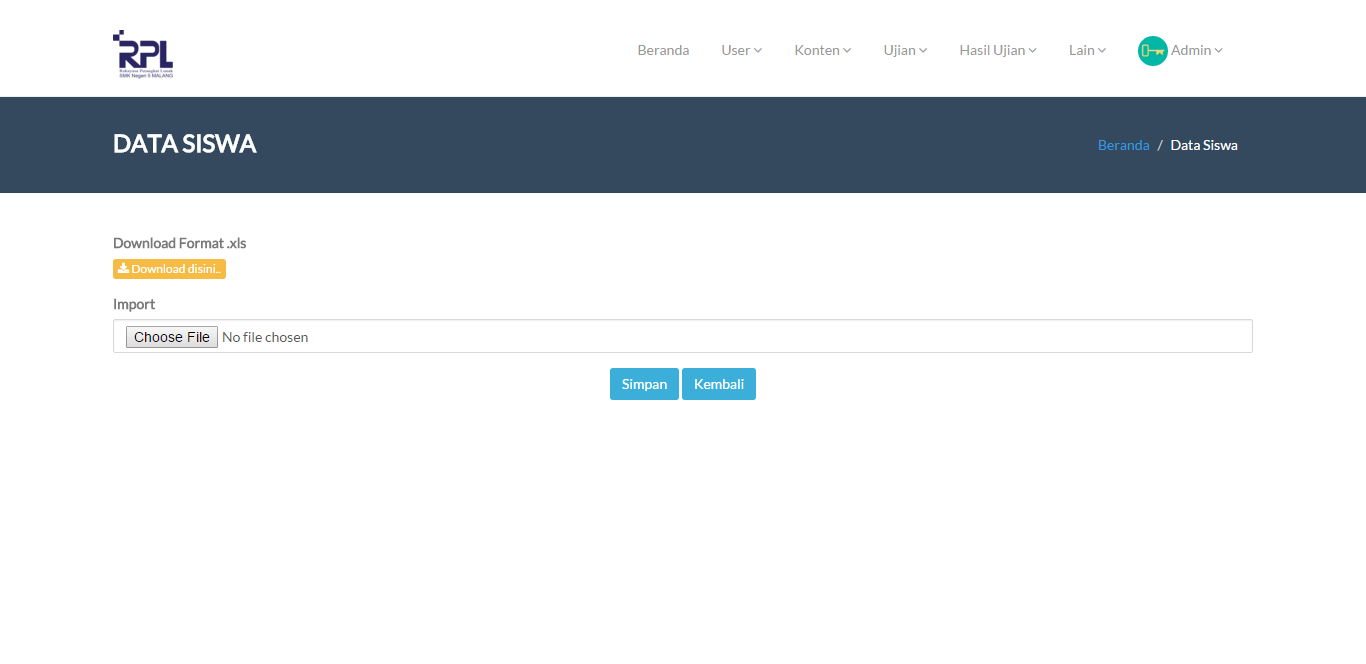 RPL
Rekayasa Perangkat Lunak
SMK Negeri 5 MALANG
Beranda User Konten Ujian Hasil Ujian Lain Admin
DATA SISWA
Beranda / Data Siswa
Download Format .xls
Download disini..
Import
Choose File No file chosen
Simpan Kembali